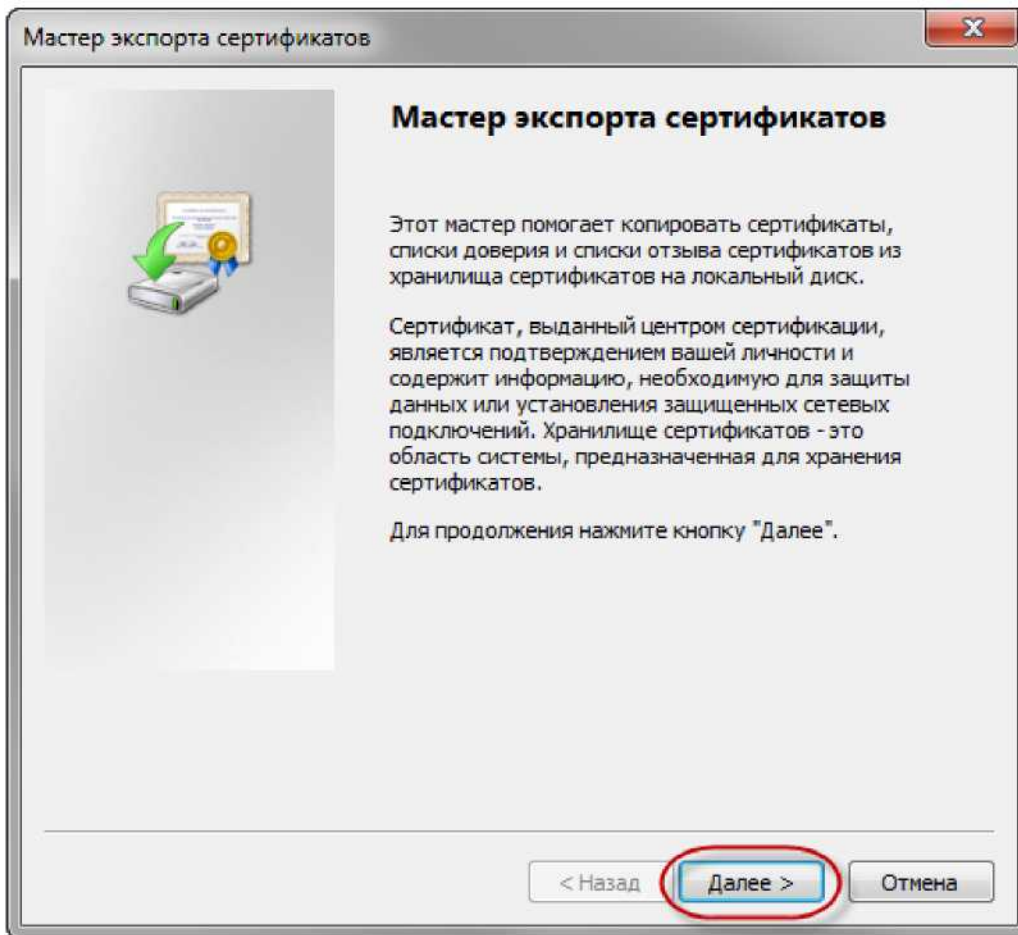 Мастер экспорта сертификатов
Мастер экспорта сертификатов
Этот мастер помогает копировать сертификаты,
списки доверия и списки отзыва сертификатов из
хранилища сертификатов на локальный диск.
Сертификат, выданный центром сертификации,
является подтверждением вашей личности и
содержит информацию, необходимую для защиты
данных или установления защищенных сетевых
подключений. Хранилище сертификатов - это
область системы, предназначенная для хранения
сертификатов.
Для продолжения нажмите кнопку "Далее".
< Назад Далее > Отмена